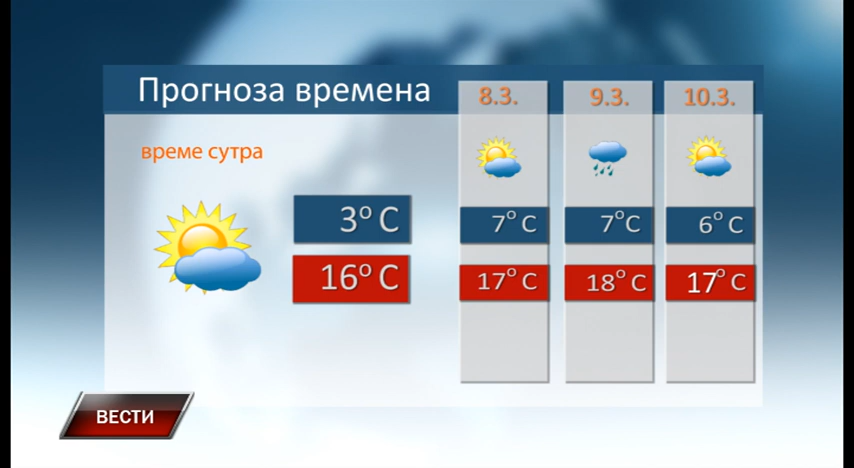 Прогноза времена
време сутра
3° C
16° C
8.3.
7° C
17° C
9.3.
7°C
18° C
10.3.
6° C
17° C
ВЕСТИ